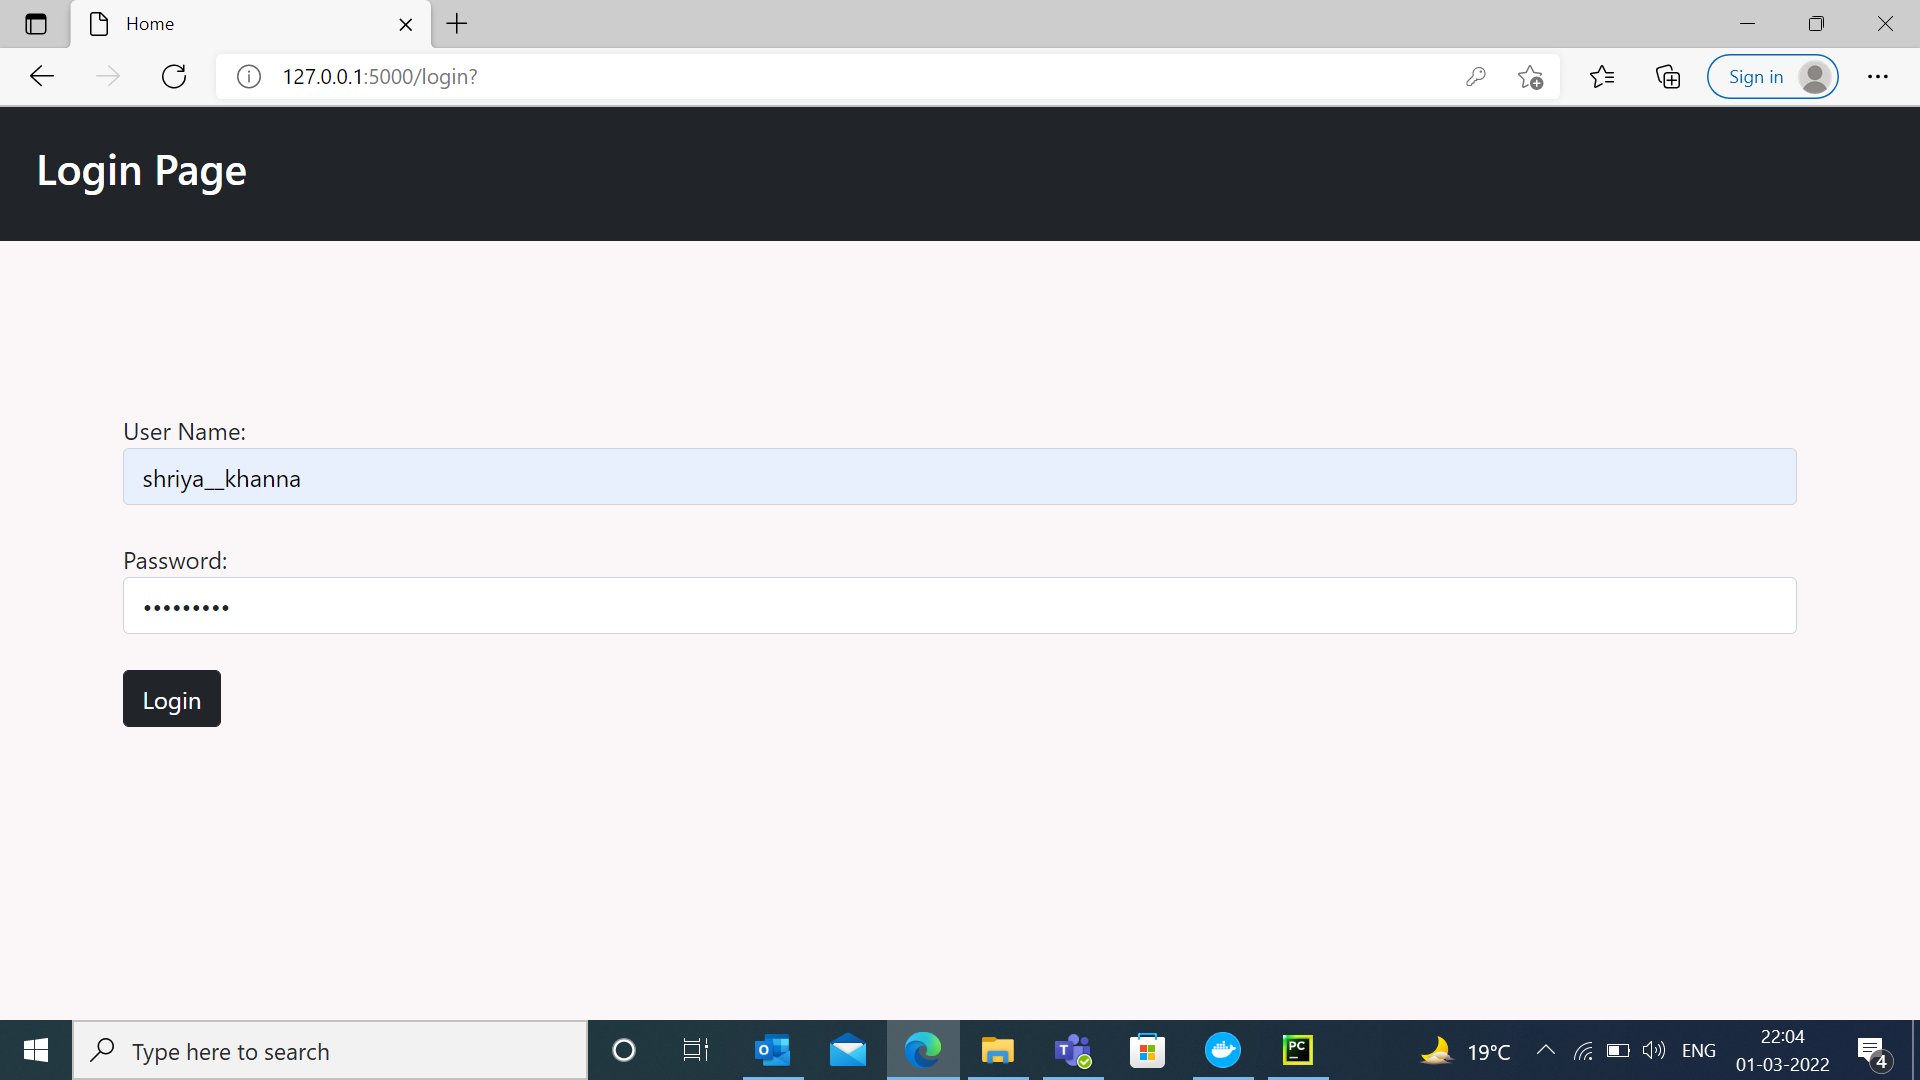 Home
127.0.0.1:5000/login?
Sign in
Login Page
User Name:
shriya__khanna
Password:
•••••••••
Login
Type here to search
O
T
PC
19°C
ENG
22:04
01-03-2022
4